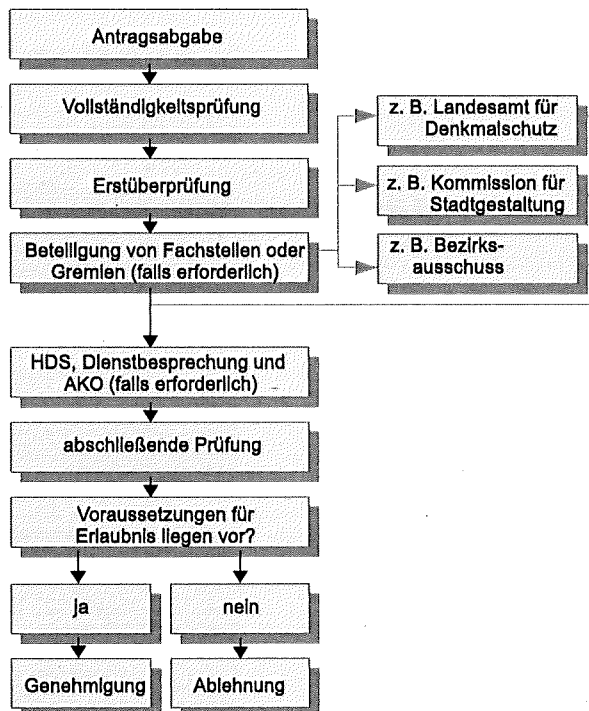 Antragsabgabe
Vollständigkeitsprüfung
Erstüberprüfung
Beteiligung von Fachstellen oder
Gremien (falls erforderlich)
z. B. Landesamt für
Denkmalschutz
z. B. Kommission für
Stadtgestaltung
z. B. Bezirks-
ausschuss
HDS, Dienstbesprechung und
AKO (falls erforderlich)
abschließende Prüfung
Voraussetzungen für
Erlaubnis liegen vor?
ja
nein
Genehmigung
Ablehnung